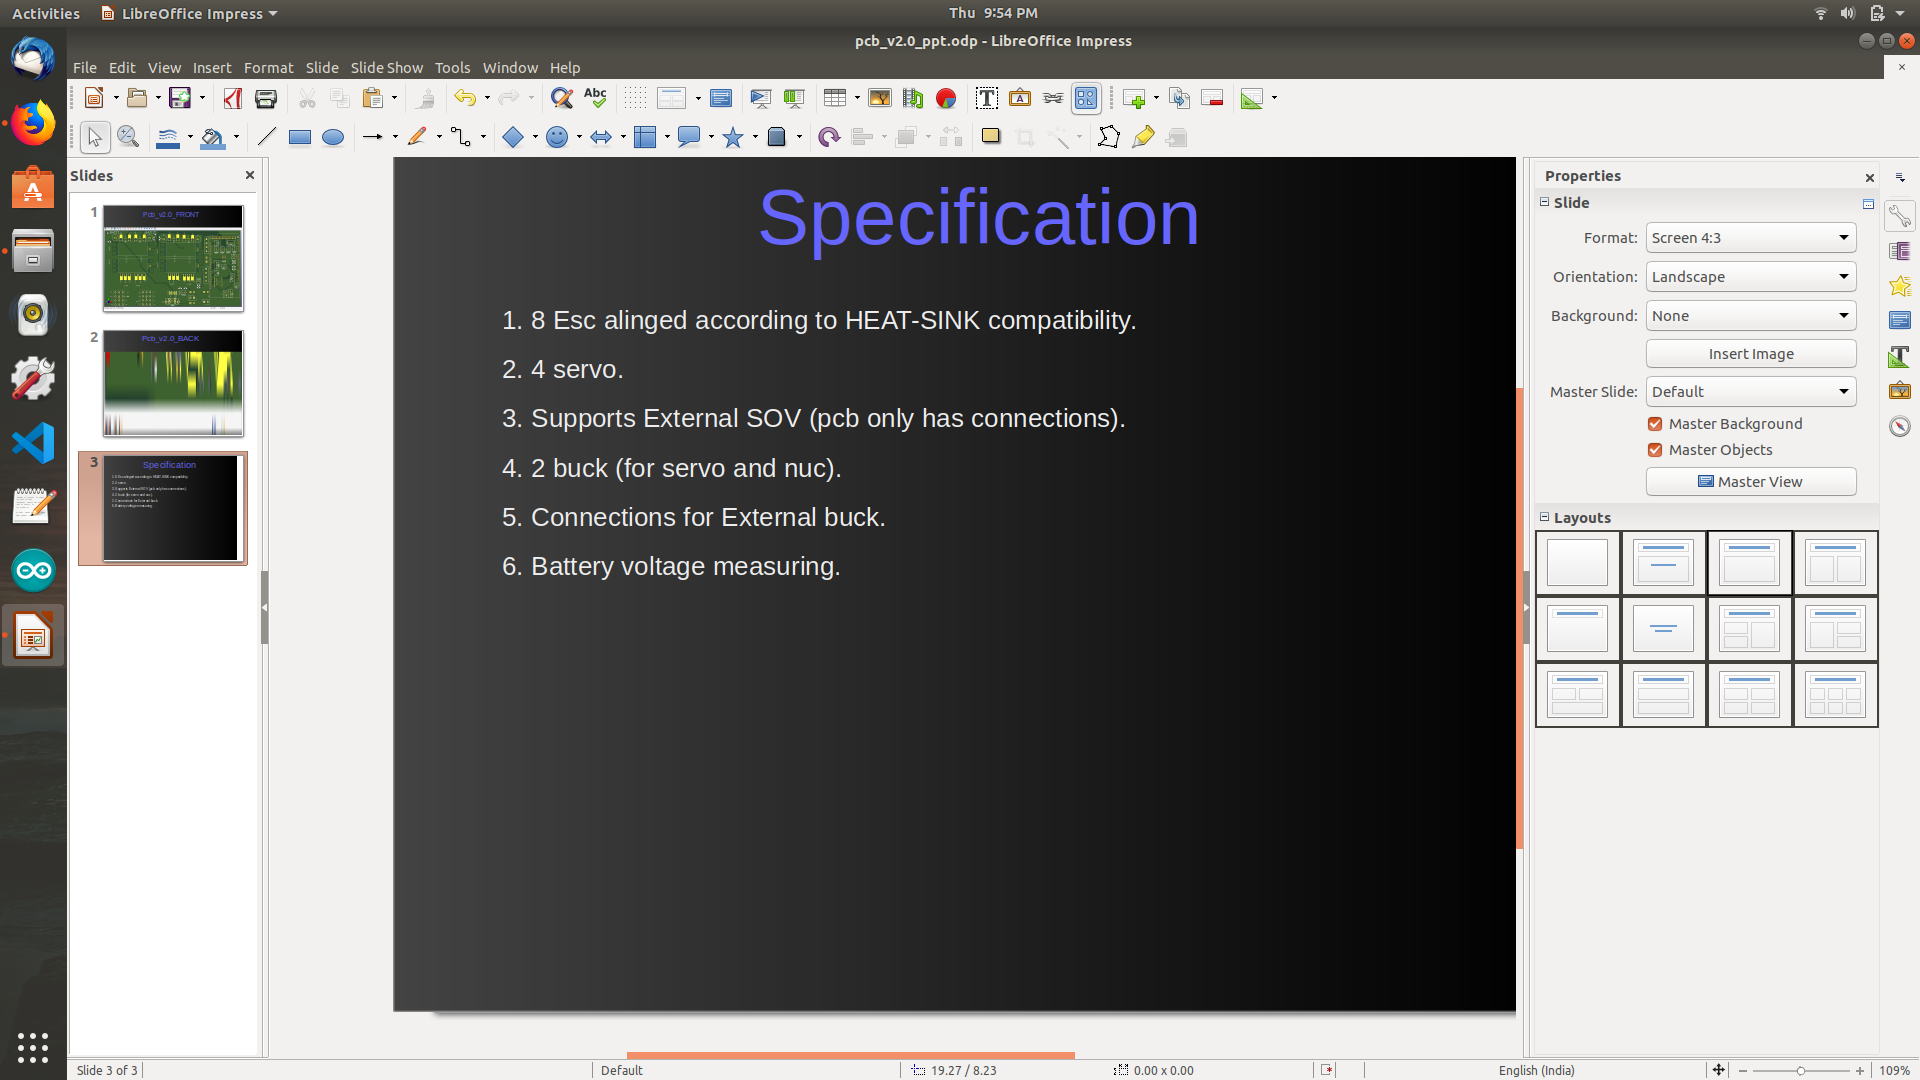 Activities
LibreOffice Impress
Thu 9:54 PM
pcb_v2.0_ppt.odp - LibreOffice Impress
File Edit View Insert Format Slide Slide Show Tools Window Help
Abc
Slides
1
Pcb_v2.0_FRONT
2
Pcb_v2.0_BACK
3
Specification
Specification
1. 8 Esc alinged according to HEAT-SINK compatibility.
2. 4 servo.
3. Supports External SOV (pcb only has connections).
4. 2 buck (for servo and nuc).
5. Connections for External buck.
6. Battery voltage measuring.
Properties
Slide
Format: Screen 4:3
Orientation: Landscape
Background: None
Insert Image
Master Slide: Default
Master Background
Master Objects
Master View
Layouts
Slide 3 of 3
Default
19.27 / 8.23
0.00 x 0.00
English (India)
109%